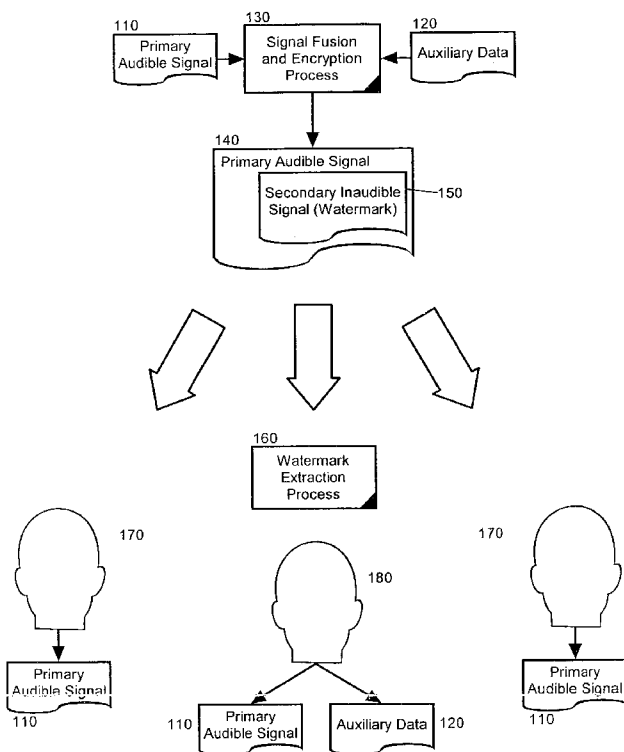 110
Primary
Audible Signal
130
Signal Fusion
and Encryption
Process
120
Auxiliary Data
140
Primary Audible Signal
Secondary Inaudible
Signal (Watermark)
150
160
Watermark
Extraction
Process
170
180
170
Primary
Audible Signal
110
110
Primary
Audible Signal
Auxiliary Data
120
Primary
Audible Signal
110